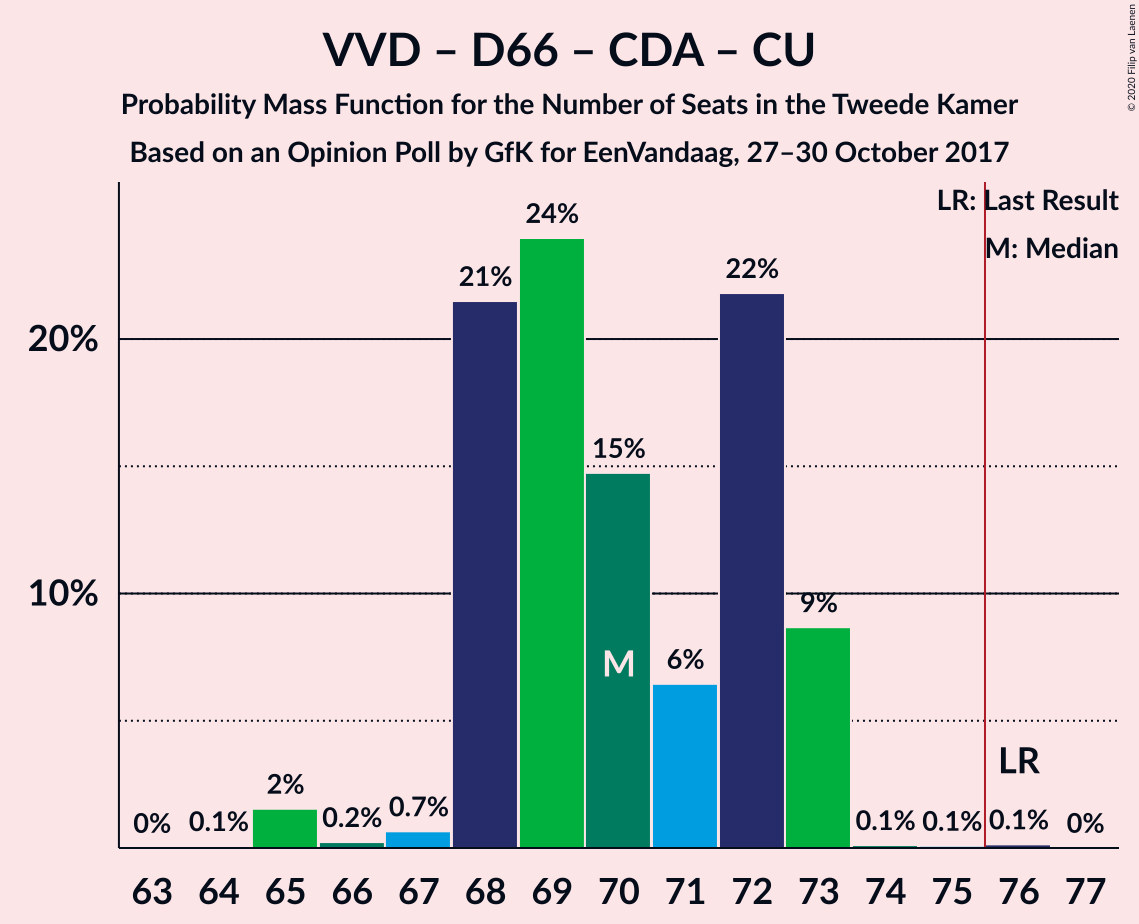 VVD – D66 – CDA – CU
Probability Mass Function for the Number of Seats in the Tweede Kamer
Based on an Opinion Poll by GfK for EenVandaag, 27–30 October 2017
© 2020 Filip van Laenen
LR: Last Result
M: Median
20%
10%
0%
0.1%
2%
0.2%
0.7%
21%
24%
15%
6%
22%
9%
0.1%
0.1%
0.1%
0%
M
LR
63 64 65 66 67 68 69 70 71 72 73 74 75 76 77